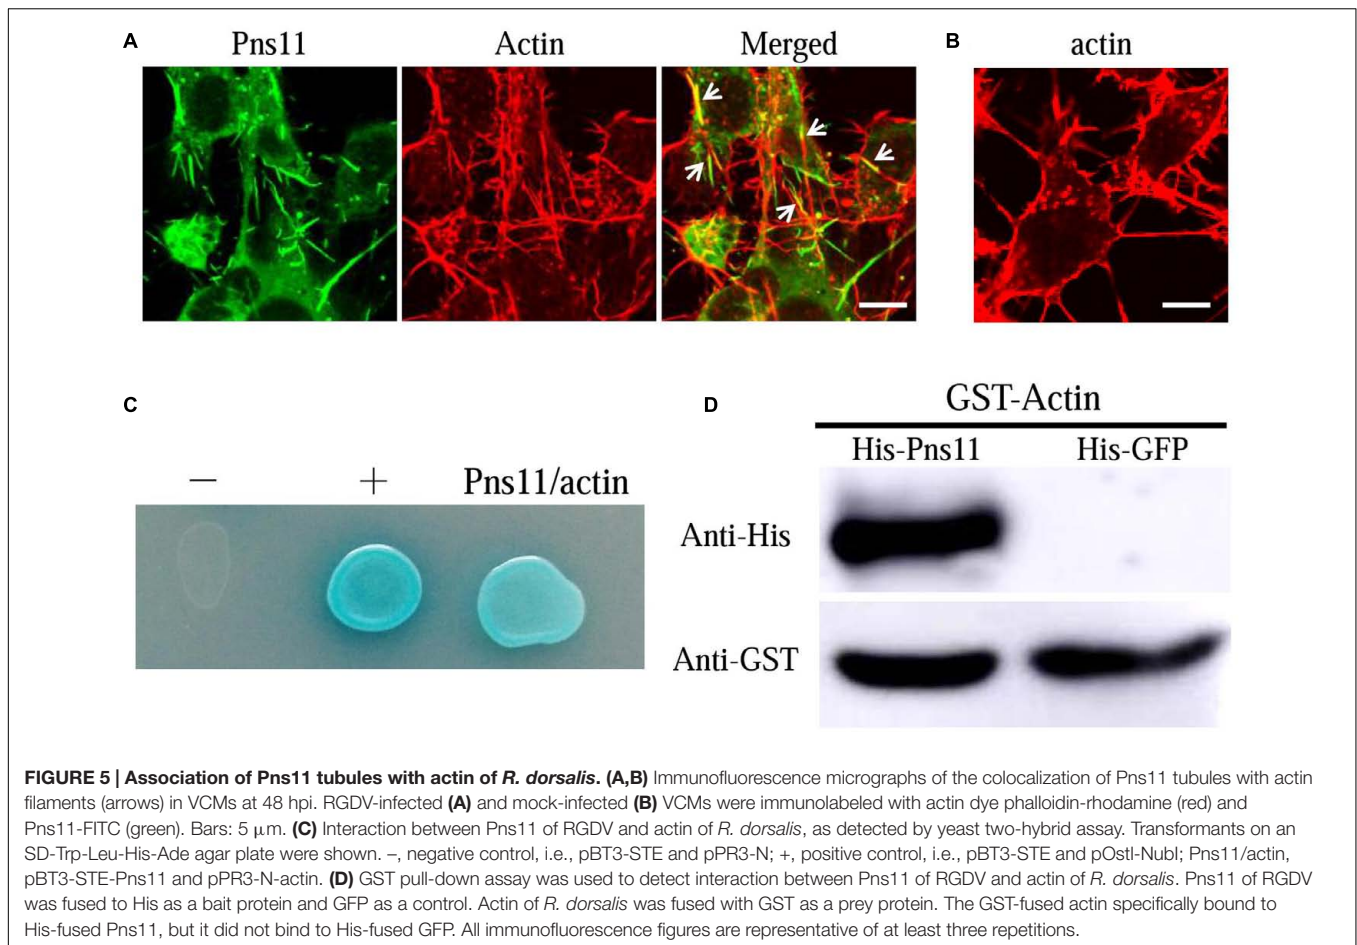 A Pns11 Actin Merged B actin
C D GST-Actin
His-Pns11 His-GFP
– + Pns11/actin
Anti-His
Anti-GST
FIGURE 5 | Association of Pns11 tubules with actin of R. dorsalis. (A,B) Immunofluorescence micrographs of the colocalization of Pns11 tubules with actin
filaments (arrows) in VCMs at 48 hpi. RGDV-infected (A) and mock-infected (B) VCMs were immunolabeled with actin dye phalloidin-rhodamine (red) and
Pns11-FITC (green). Bars: 5 μm. (C) Interaction between Pns11 of RGDV and actin of R. dorsalis, as detected by yeast two-hybrid assay. Transformants on an
SD-Trp-Leu-His-Ade agar plate were shown. –, negative control, i.e., pBT3-STE and pPR3-N; +, positive control, i.e., pBT3-STE and pOstl-NubI; Pns11/actin,
pBT3-STE-Pns11 and pPR3-N-actin. (D) GST pull-down assay was used to detect interaction between Pns11 of RGDV and actin of R. dorsalis. Pns11 of RGDV
was fused to His as a bait protein and GFP as a control. Actin of R. dorsalis was fused with GST as a prey protein. The GST-fused actin specifically bound to
His-fused Pns11, but it did not bind to His-fused GFP. All immunofluorescence figures are representative of at least three repetitions.